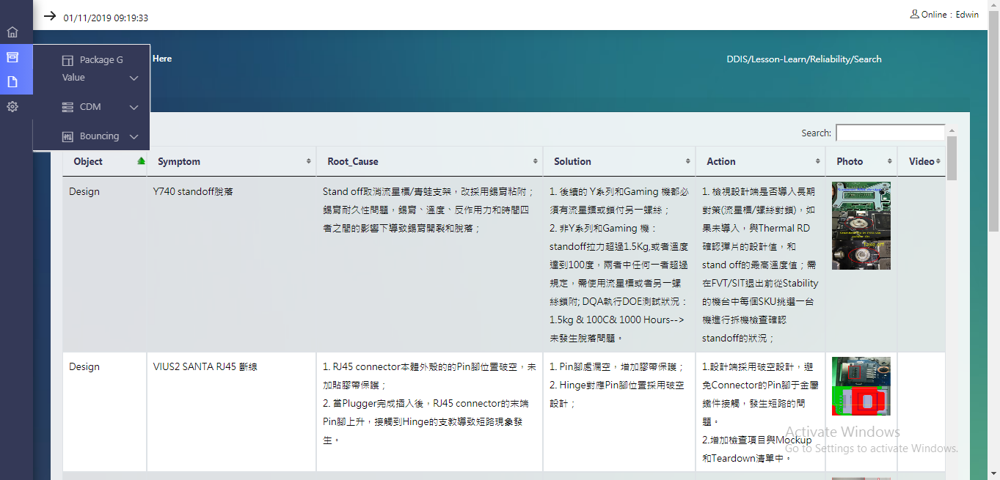 01/11/2019 09:19:33
Online : Edwin
Package G
Value
CDM
Bouncing
Here
DDIS/Lesson-Learn/Reliability/Search
Search:
Object
Symptom
Root_Cause
Solution
Action
Photo
Video
Design
Y740 standoff脫落
Stand off取消流星標/青蛙支架，改採用錫膏粘附；
錫膏耐久性問題，錫膏、溫度、反作用力和時間四
者之間的影響下導致錫膏開裂和脫落；
1. 後續的 Y系列和Gaming 機都必
須有流星鏢或鎖付另一螺絲；
2. 非Y系列和Gaming 機：
standoff拉力超過1.5Kg,或者溫度
達到100度，兩者中任何一者超過
規定，需使用流星標或者另一螺
絲鎖附; DQA執行DOE測試狀況：
1.5kg & 100C& 1000 Hours-->
未發生脫落問題。
1. 檢視設計端是否導入長期
對策(流星標/螺絲對鎖)，如
果未導入，與Thermal RD
確認彈片的設計值，和
stand off的最高溫度值；需
在FVT/SIT退出前從Stability
的機台中每個SKU挑選一台
機進行拆機檢查確認
standoff的狀況；
Take off
Design
VIUS2 SANTA RJ45 斷線
1. RJ45 connector本體外殼的的Pin腳位置破空，未
加貼膠帶保護；
2. 當Plugger完成插入後，RJ45 connector的末端
Pin腳上升，接觸到Hinge的支教導致短路現象發
生。
1. Pin腳處漏空，增加膠帶保護；
2. Hinge對應Pin腳位置採用破空
設計；
1.設計端採用破空設計，避
免Connector的Pin腳于金屬
鐵件接觸，發生短路的問
題。
2.增加檢查項目與Mockup
和Teardown清單中。
Activate Windows
Go to Settings to activate Windows.